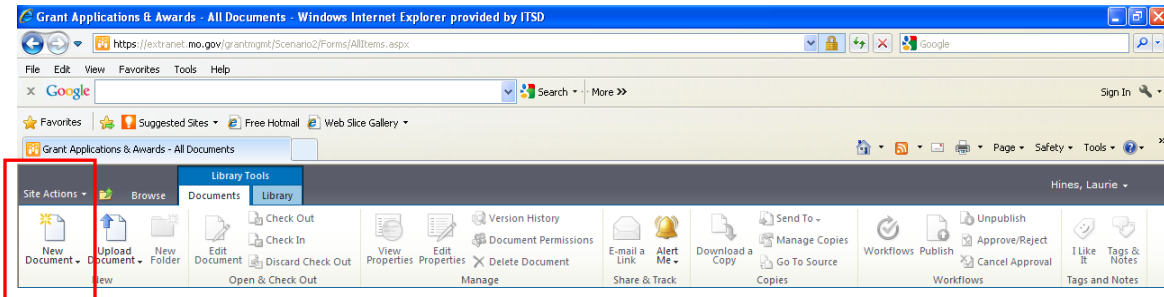 Grant Applications & Awards - All Documents - Windows Internet Explorer provided by ITSD
https://extranet.mo.gov/grantmgmt/Scenario2/Forms/AllItems.aspx
Google
File Edit View Favorites Tools Help
x Google
Search
More >>
Sign In
Favorites
Suggested Sites
Free Hotmail
Web Slice Gallery
Grant Applications & Awards - All Documents
Page
Safety
Tools
Library Tools
Hines, Laurie
Site Actions
Browse
Documents
Library
New Document
Upload Document
New Folder
New
Edit Document
Check Out
Check In
Discard Check Out
Open & Check Out
View Properties
Edit Properties
Version History
Document Permissions
Delete Document
Manage
E-mail a Link
Alert Me
Share & Track
Download a Copy
Send To
Manage Copies
Go To Source
Copies
Workflows
Publish
Unpublish
Approve/Reject
Cancel Approval
Workflows
I Like It
Tags & Notes
Tags and Notes